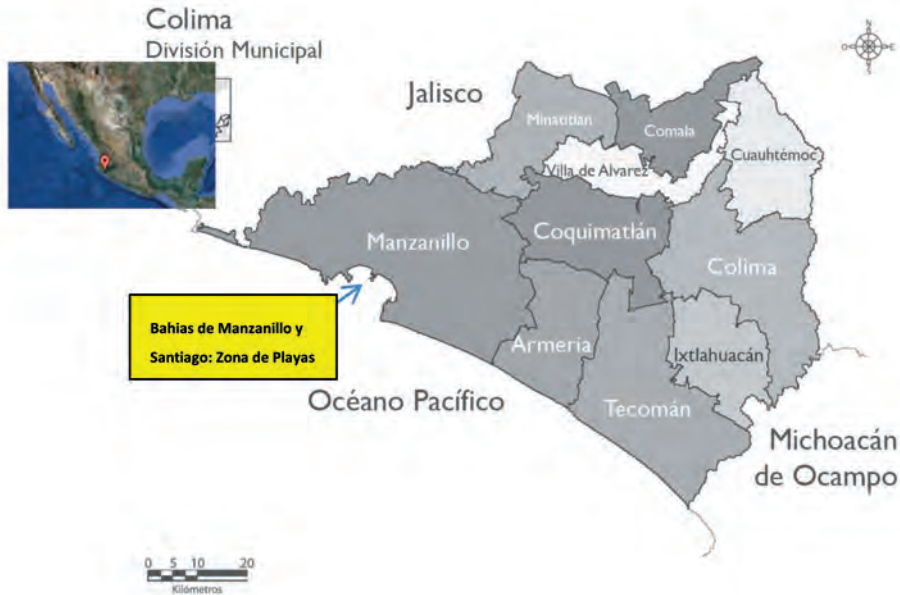 Colima
División Municipal
N
O
E
S
Jalisco
Minatitlán
Comala
Cuauhtémoc
Villa de Alvarez
Manzanillo
Coquimatlán
Colima
Bahias de Manzanillo y
Santiago: Zona de Playas
Armería
Ixtlahuacán
Océano Pacífico
Tecomán
Michoacán
de Ocampo
0 5 10 20
Kilómetros